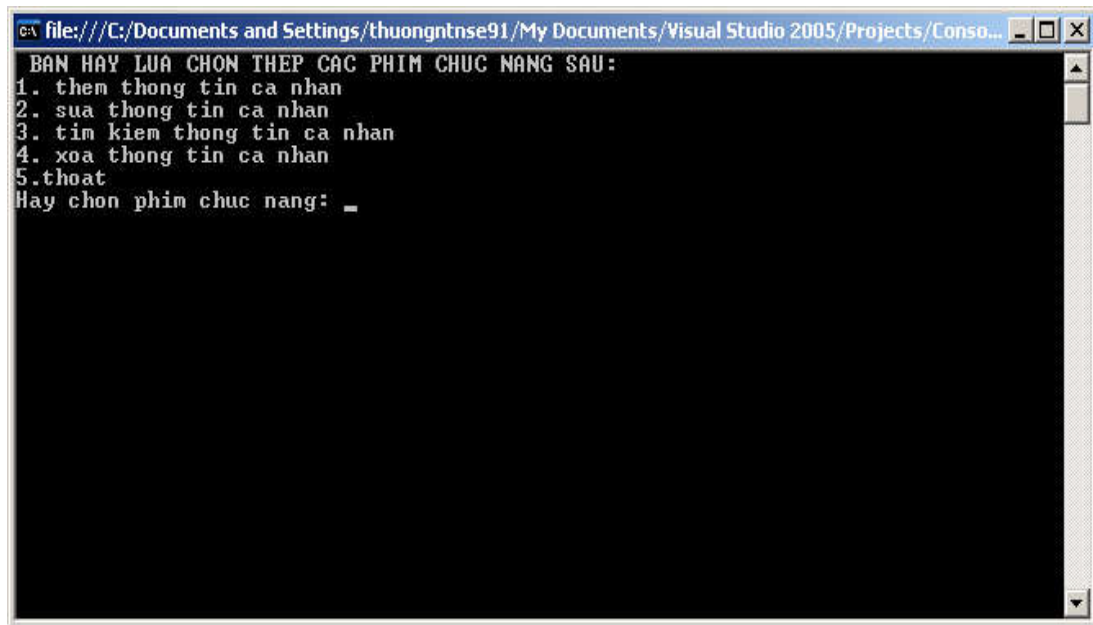 file:///C:/Documents and Settings/thuongntnse91/My Documents/Visual Studio 2005/Projects/Conso...
BAN HAY LUA CHON THEP CAC PHIM CHUC NANG SAU:
1. them thong tin ca nhan
2. sua thong tin ca nhan
3. tim kiem thong tin ca nhan
4. xoa thong tin ca nhan
5.thoat
Hay chon phim chuc nang: _